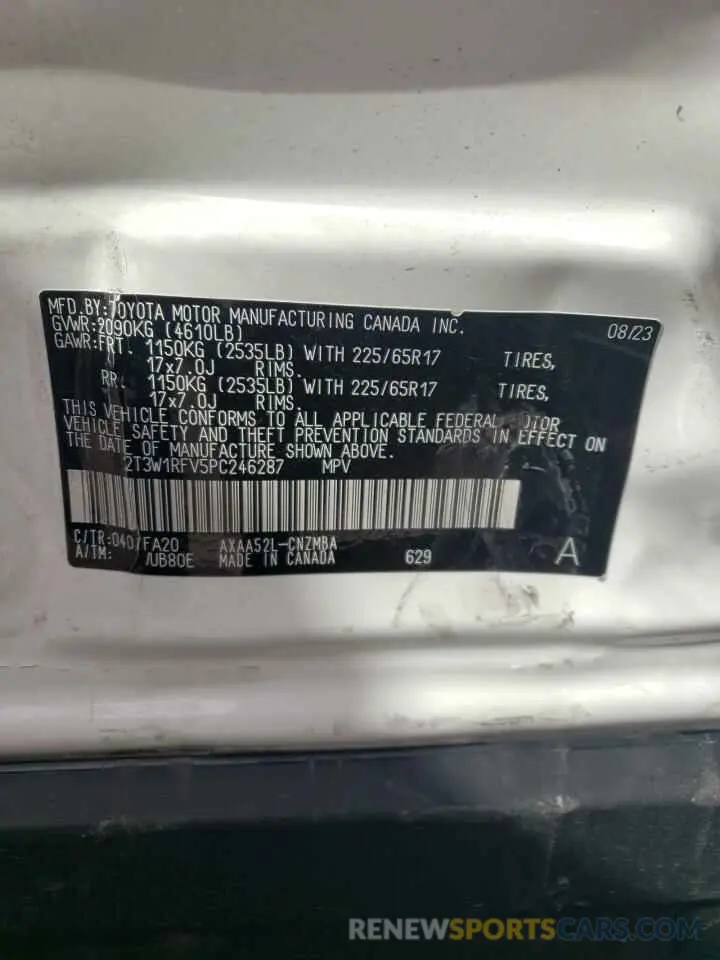 MFD.BY:TOYOTA MOTOR MANUFACTURING CANADA INC. 08/23
GVWR:2090KG (4610LB)
GAWR:FRT. 1150KG (2535LB) WITH 225/65R17 TIRES,
17x7.0J RIMS.
RR. 1150KG (2535LB) WITH 225/65R17 TIRES,
17x7.0J RIMS.
THIS VEHICLE CONFORMS TO ALL APPLICABLE FEDERAL
VEHICLE SAFETY AND THEFT PREVENTION STANDARDS IN EFFECT ON
THE DATE OF MANUFACTURE SHOWN ABOVE.
2T3W1RFV5PC246287 MPV
C/TR:040/FA20 AXAA52L-CNZMBA
A/TM: /UB80E MADE IN CANADA 629 A
RENEWSPORTSCARS.COM